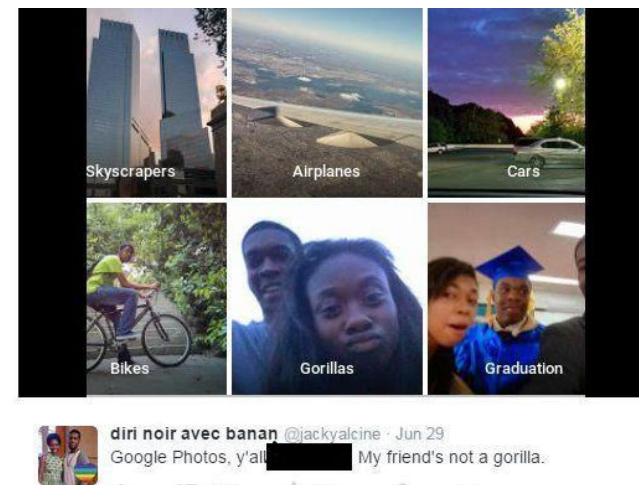 Skyscrapers
Airplanes
Cars
Bikes
Gorillas
Graduation
diri noir avec banan @jackyalcine · Jun 29
Google Photos, y'all My friend's not a gorilla.